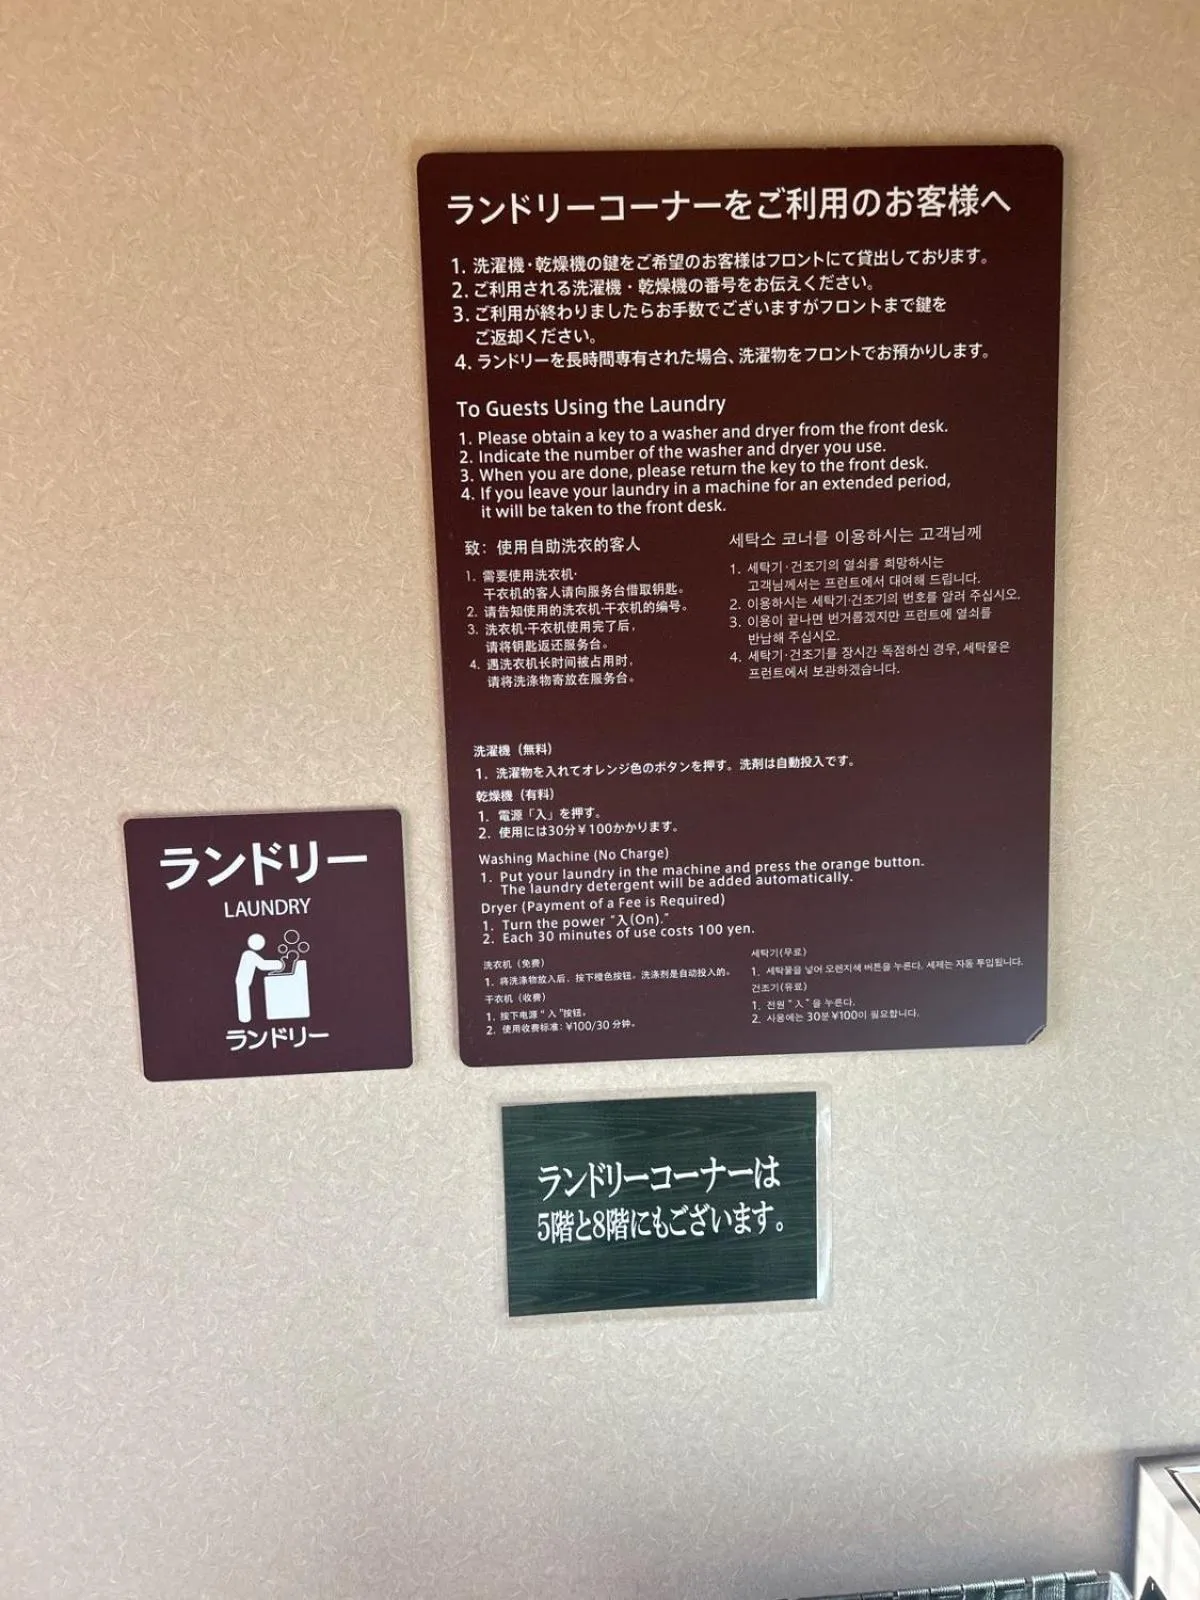 ランドリーコーナーをご利用のお客様へ
1. 洗濯機・乾燥機の鍵をご希望のお客様はフロントにて貸出しております。
2. ご利用される洗濯機・乾燥機の番号をお伝えください。
3. ご利用が終わりましたらお手数でございますがフロントまで鍵を
ご返却ください。
4. ランドリーを長時間専有された場合、洗濯物をフロントでお預かりします。
To Guests Using the Laundry
1. Please obtain a key to a washer and dryer from the front desk.
2. Indicate the number of the washer and dryer you use.
3. When you are done, please return the key to the front desk.
4. If you leave your laundry in a machine for an extended period,
it will be taken to the front desk.
致：使用自助洗衣的客人
1. 需要使用洗衣机·
干衣机的客人请向服务台借取钥匙。
2. 请告知使用的洗衣机·干衣机的编号。
3. 洗衣机·干衣机使用完了后，
请将钥匙返还服务台。
4. 遇洗衣机长时间被占用时，
请将洗涤物寄放在服务台。
세탁소 코너를 이용하시는 고객님께
1. 세탁기·건조기의 열쇠를 희망하시는
고객님께서는 프런트에서 대여해 드립니다.
2. 이용하시는 세탁기·건조기의 번호를 알려 주십시오.
3. 이용이 끝나면 번거롭겠지만 프런트에 열쇠를
반납해 주십시오.
4. 세탁기·건조기를 장시간 독점하신 경우, 세탁물은
프런트에서 보관하겠습니다.
洗濯機（無料）
1. 洗濯物を入れてオレンジ色のボタンを押す。洗剤は自動投入です。
乾燥機（有料）
1. 電源「入」を押す。
2. 使用には30分￥100かかります。
Washing Machine (No Charge)
1. Put your laundry in the machine and press the orange button.
The laundry detergent will be added automatically.
Dryer (Payment of a Fee is Required)
1. Turn the power "入(On)."
2. Each 30 minutes of use costs 100 yen.
洗衣机（免费）
1. 将洗涤物放入后，按下橙色按钮。洗涤剂是自动投入的。
干衣机（收费）
1. 按下电源“入”按钮。
2. 使用收费标准：¥100/30 分钟。
세탁기(무료)
1. 세탁물을 넣어 오렌지색 버튼을 누른다. 세제는 자동 투입됩니다.
건조기(유료)
1. 전원 “入”을 누른다.
2. 사용에는 30분 ¥100이 필요합니다.
ランドリー
LAUNDRY
ランドリー
ランドリーコーナーは
5階と8階にもございます。